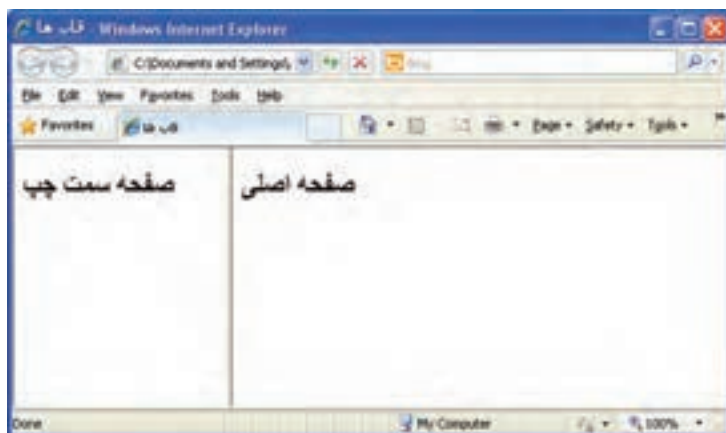 قاب ها - Windows Internet Explorer
C:\Documents and Settings\
Bing
File Edit View Favorites Tools Help
Favorites قاب ها Page Safety Tools
صفحه سمت چپ
صفحه اصلی
Done My Computer 100%